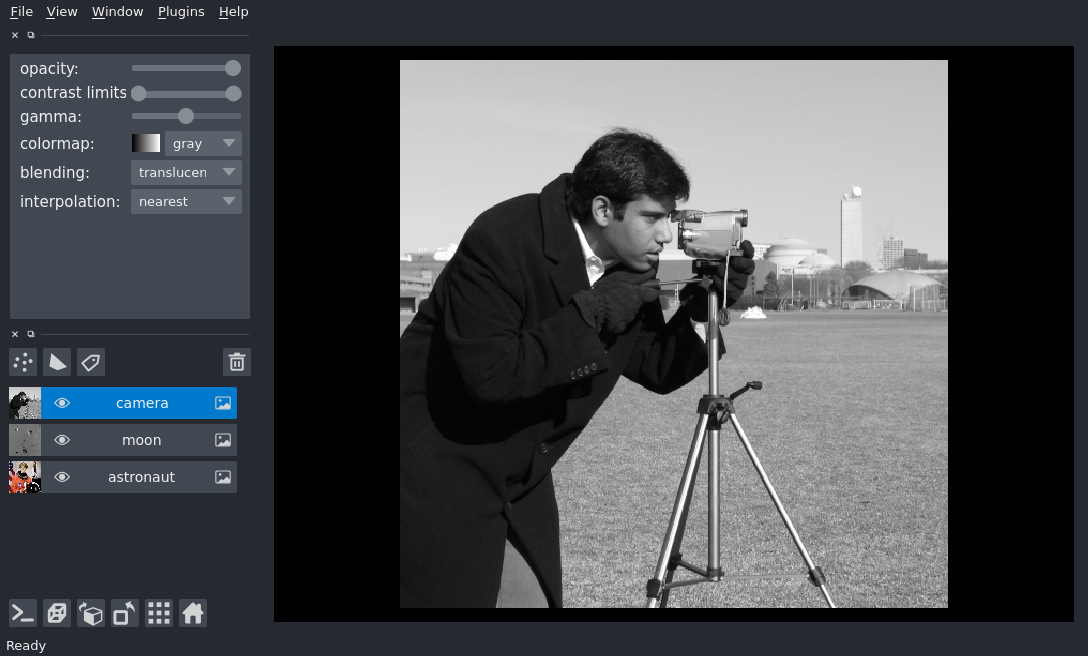 File View Window Plugins Help
opacity:
contrast limits
gamma:
colormap: gray
blending: translucen
interpolation: nearest
camera
moon
astronaut
Ready